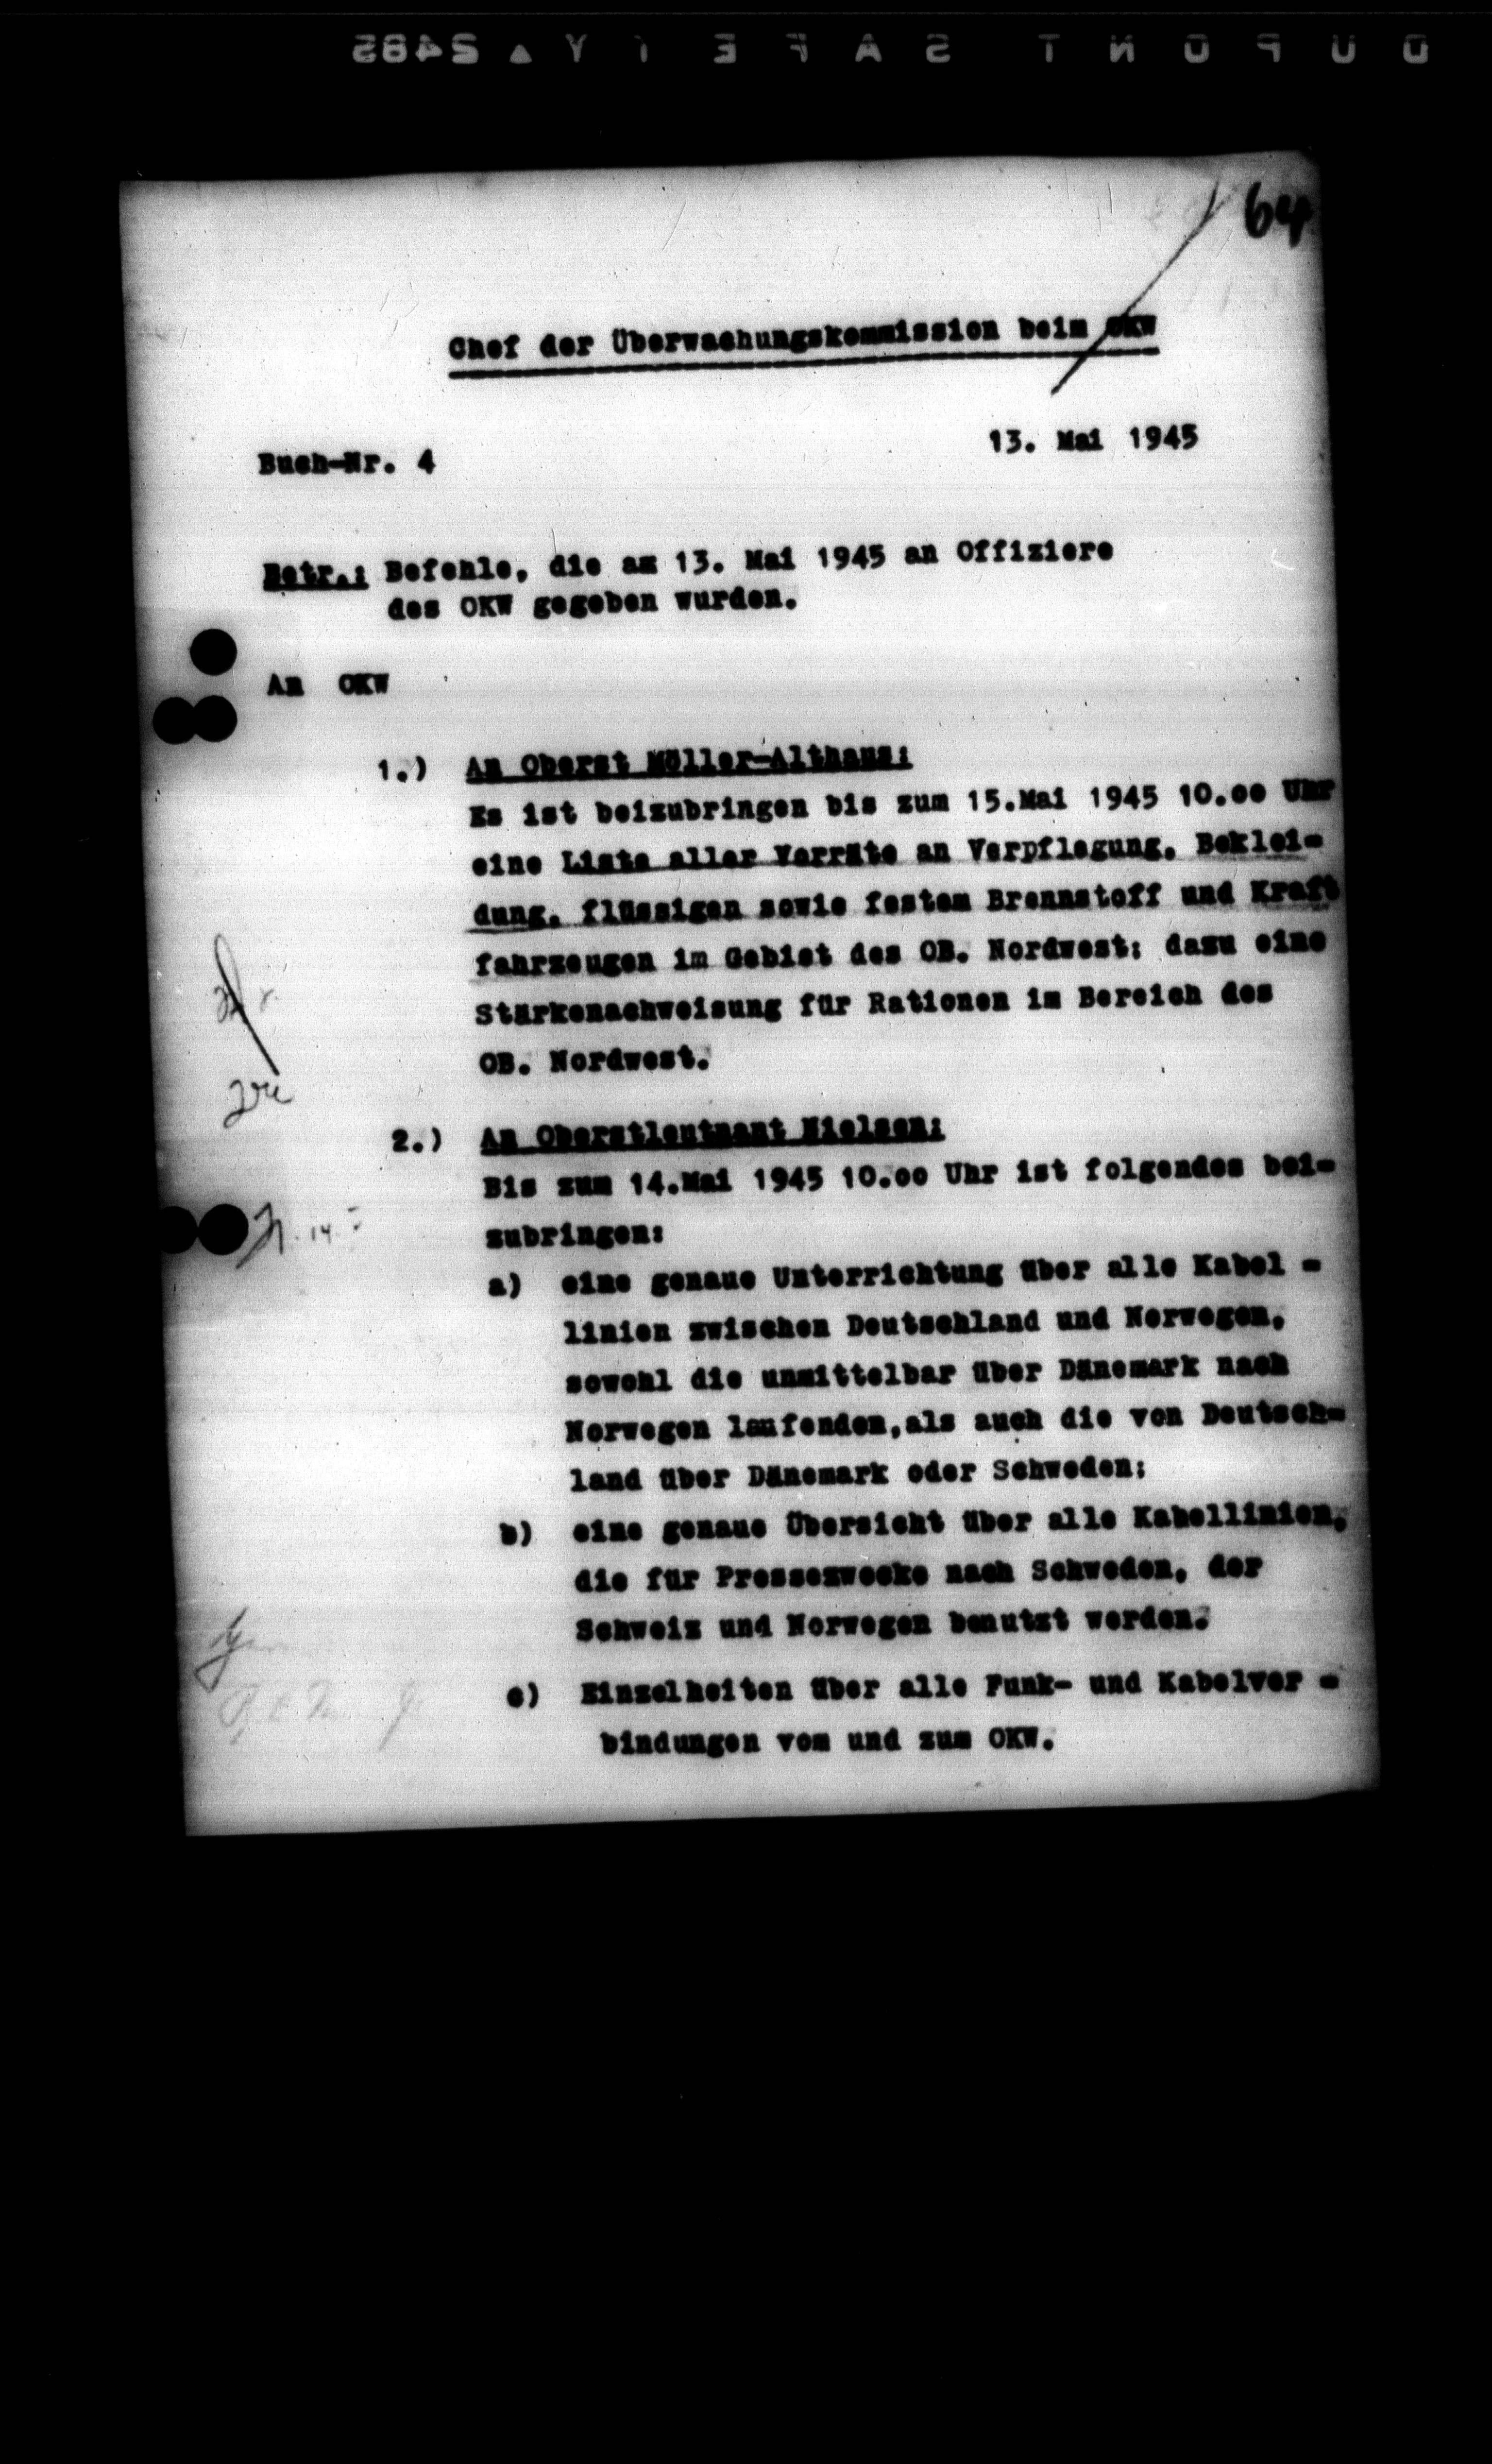 DUPONT SAFETY ▲ 2485
64
Chef der Überwachungskommission beim OKW
13. Mai 1945
Buch-Nr. 4
Betr.: Befehle, die am 13. Mai 1945 an Offiziere
des OKW gegeben wurden.
An OKW
1.) An Oberst Möller-Althaus:
Es ist beizubringen bis zum 15.Mai 1945 10.oo Uhr
eine Liste aller Vorräte an Verpflegung, Beklei-
dung, flüssigen sowie festem Brennstoff und Kraft
fahrzeugen im Gebiet des OB. Nordwest; dazu eine
Stärkenachweisung für Rationen im Bereich des
OB. Nordwest.
2.) An Oberstleutnant Nielsen:
Bis zum 14.Mai 1945 10.oo Uhr ist folgendes bei-
zubringen:
a) eine genaue Unterrichtung über alle Kabel -
linien zwischen Deutschland und Norwegen,
sowohl die unmittelbar über Dänemark nach
Norwegen laufenden,als auch die von Deutsch-
land über Dänemark oder Schweden;
b) eine genaue Übersicht über alle Kabellinien,
die für Pressezwecke nach Schweden, der
Schweiz und Norwegen benutzt werden.
c) Einzelheiten über alle Funk- und Kabelver -
bindungen vom und zum OKW.